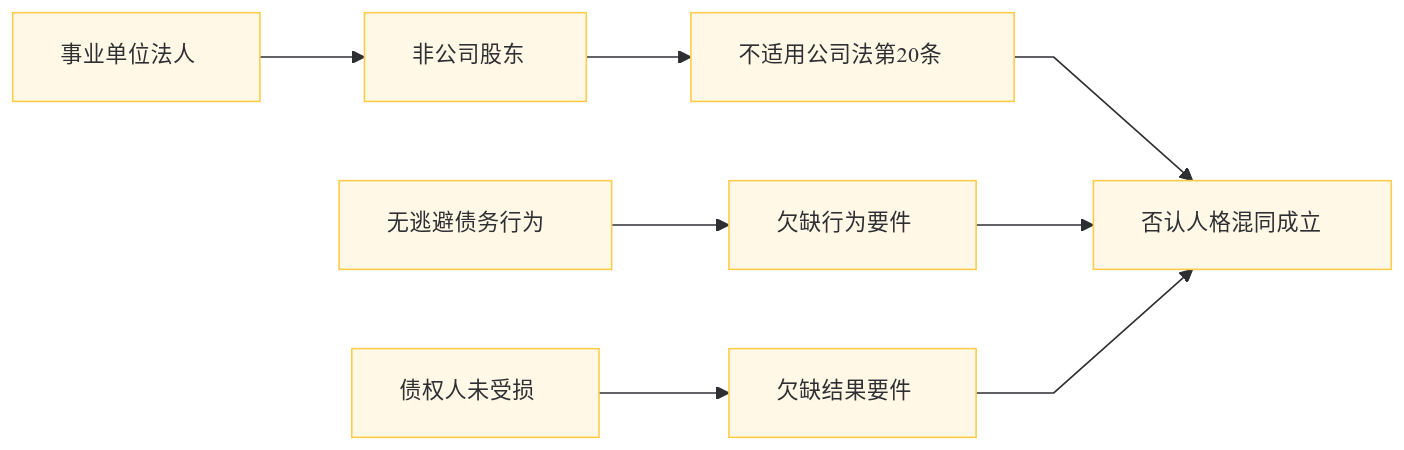 事业单位法人
非公司股东
不适用公司法第20条
无逃避债务行为
欠缺行为要件
否认人格混同成立
债权人未受损
欠缺结果要件